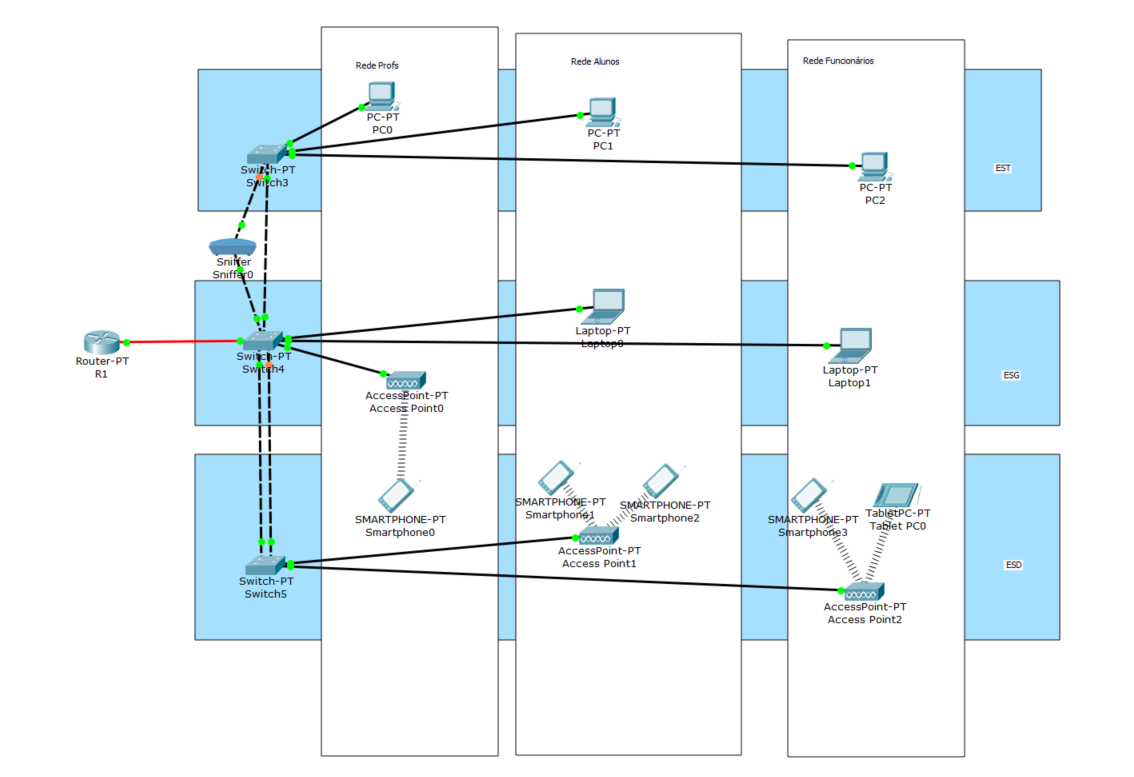 Rede Profs
Rede Alunos
Rede Funcionários
PC-PT
PC0
PC-PT
PC1
PC-PT
PC2
EST
Switch-PT
Switch3
Sniffer
Sniffer0
Router-PT
R1
Switch-PT
Switch4
Laptop-PT
Laptop0
Laptop-PT
Laptop1
ESG
AccessPoint-PT
Access Point0
SMARTPHONE-PT
Smartphone0
SMARTPHONE-PT
Smartphone1
SMARTPHONE-PT
Smartphone2
SMARTPHONE-PT
Smartphone3
TabletPC-PT
Tablet PC0
AccessPoint-PT
Access Point1
ESD
Switch-PT
Switch5
AccessPoint-PT
Access Point2